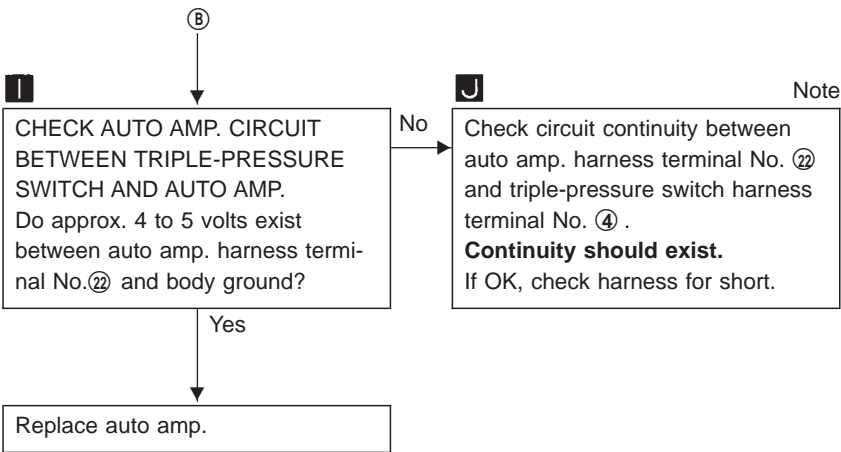 Ⓑ
I
CHECK AUTO AMP. CIRCUIT
BETWEEN TRIPLE-PRESSURE
SWITCH AND AUTO AMP.
Do approx. 4 to 5 volts exist
between auto amp. harness termi-
nal No.㉒ and body ground?
No
J
Note
Check circuit continuity between
auto amp. harness terminal No. ㉒
and triple-pressure switch harness
terminal No. ④ .
Continuity should exist.
If OK, check harness for short.
Yes
Replace auto amp.